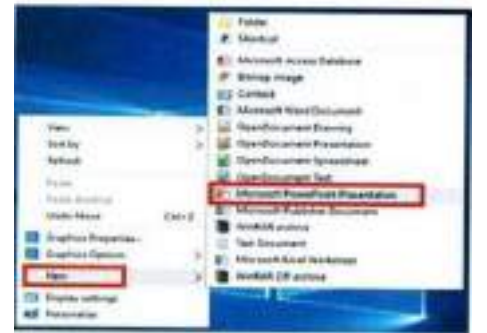 Folder
Shortcut
Microsoft Access Database
Bitmap image
Contact
Microsoft Word Document
OpenDocument Drawing
OpenDocument Presentation
OpenDocument Spreadsheet
OpenDocument Text
Microsoft PowerPoint Presentation
Microsoft Publisher Document
WinRAR archive
Text Document
Microsoft Excel Worksheet
WinRAR ZIP archive
View
Sort by
Refresh
Paste
Paste shortcut
Undo Move Ctrl+Z
Graphics Properties...
Graphics Options
New
Display settings
Personalize